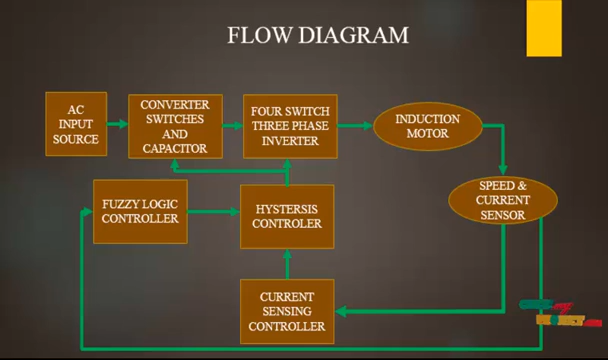 FLOW DIAGRAM
AC
INPUT
SOURCE
CONVERTER
SWITCHES
AND
CAPACITOR
FOUR SWITCH
THREE PHASE
INVERTER
INDUCTION
MOTOR
SPEED &
CURRENT
SENSOR
FUZZY LOGIC
CONTROLLER
HYSTERSIS
CONTROLER
CURRENT
SENSING
CONTROLLER